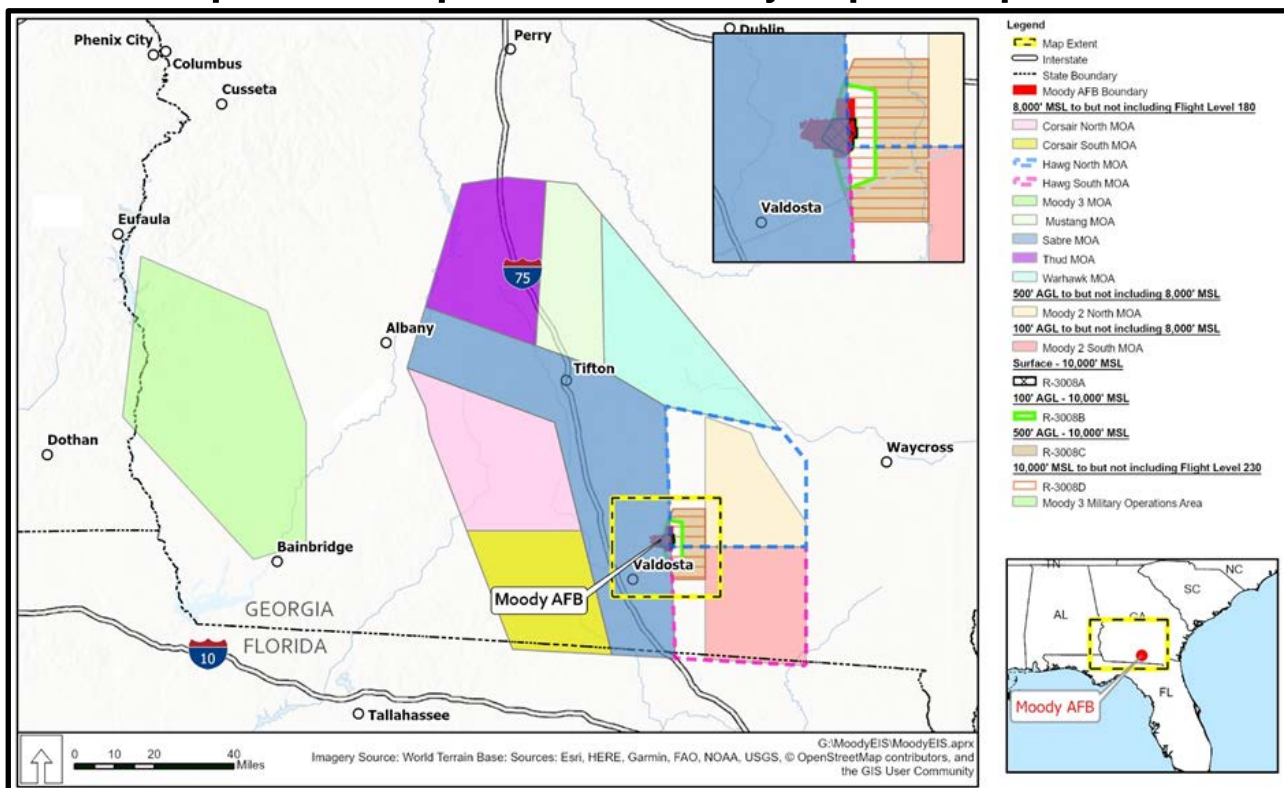 Phenix City
Columbus
Cusseta
Perry
Dublin
Eufaula
75
Albany
Tifton
Dothan
Waycross
Bainbridge
Valdosta
Moody AFB
GEORGIA
FLORIDA
10
Tallahassee
Valdosta
0 10 20 40
Miles
G:\MoodyEIS\MoodyEIS.aprx
Imagery Source: World Terrain Base: Sources: Esri, HERE, Garmin, FAO, NOAA, USGS, © OpenStreetMap contributors, and
the GIS User Community
Legend
Map Extent
Interstate
State Boundary
Moody AFB Boundary
8,000' MSL to but not including Flight Level 180
Corsair North MOA
Corsair South MOA
Hawg North MOA
Hawg South MOA
Moody 3 MOA
Mustang MOA
Sabre MOA
Thud MOA
Warhawk MOA
500' AGL to but not including 8,000' MSL
Moody 2 North MOA
100' AGL to but not including 8,000' MSL
Moody 2 South MOA
Surface - 10,000' MSL
R-3008A
100' AGL - 10,000' MSL
R-3008B
500' AGL - 10,000' MSL
R-3008C
10,000' MSL to but not including Flight Level 230
R-3008D
Moody 3 Military Operations Area
TN
NC
SC
AL
GA
FL
Moody AFB